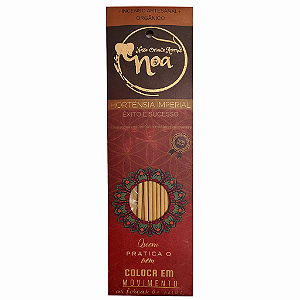 • INCENSO ARTESANAL •
ORGÂNICO
noa
HORTENSIA IMPERIAL
ÊXITO E SUCESSO
Quem
PRATICA O
bem
COLOCA EM
MOVIMENTO